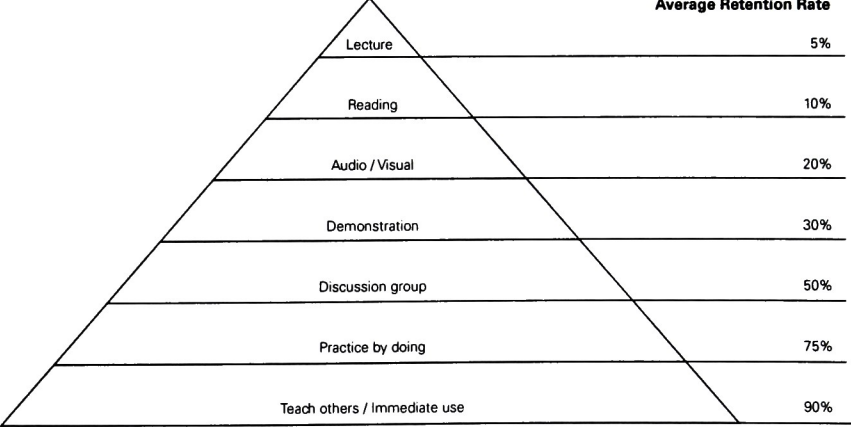 Average Retention Rate
Lecture 5%
Reading 10%
Audio / Visual 20%
Demonstration 30%
Discussion group 50%
Practice by doing 75%
Teach others / Immediate use 90%